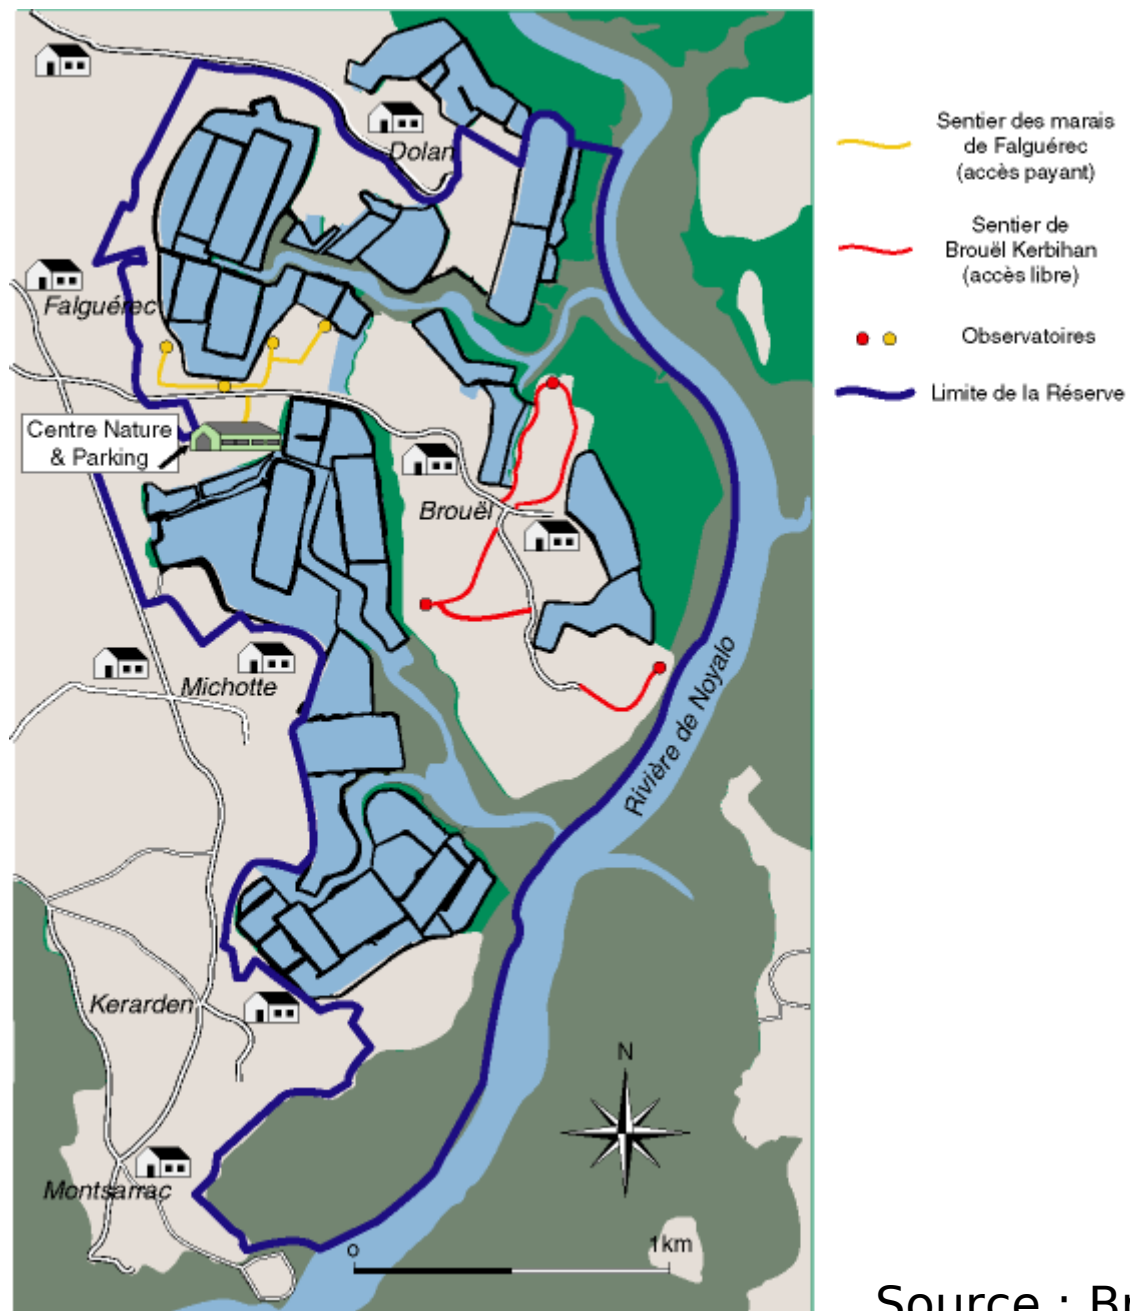 Dolan
Falguérec
Centre Nature
& Parking
Brouël
Michotte
Rivière de Noyalo
Kerarden
Montsarrac
N
o
1km
Sentier des marais
de Falguérec
(accès payant)
Sentier de
Brouël Kerbihan
(accès libre)
Observatoires
Limite de la Réserve
Source :